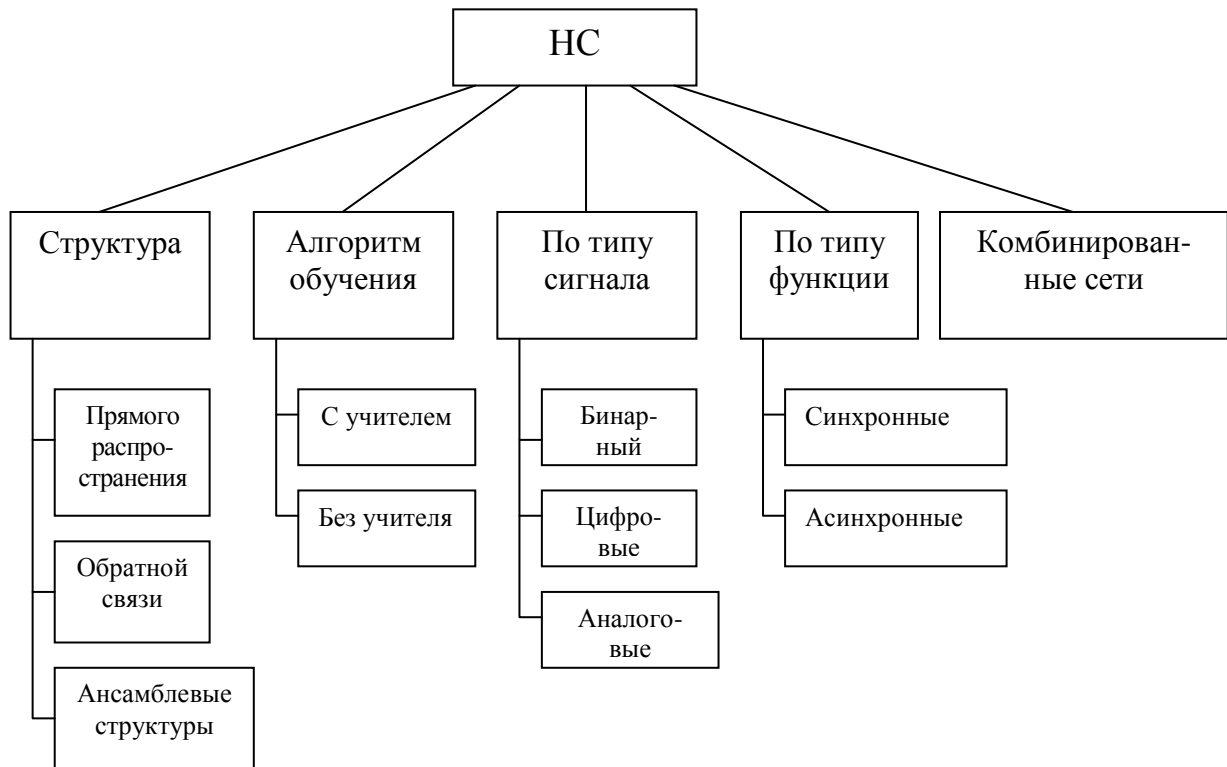 НС
Структура
Алгоритм
обучения
По типу
сигнала
По типу
функции
Комбинирован-
ные сети
Прямого
распро-
странения
Обратной
связи
Ансамблевые
структуры
С учителем
Без учителя
Бинар-
ный
Цифро-
вые
Аналого-
вые
Синхронные
Асинхронные